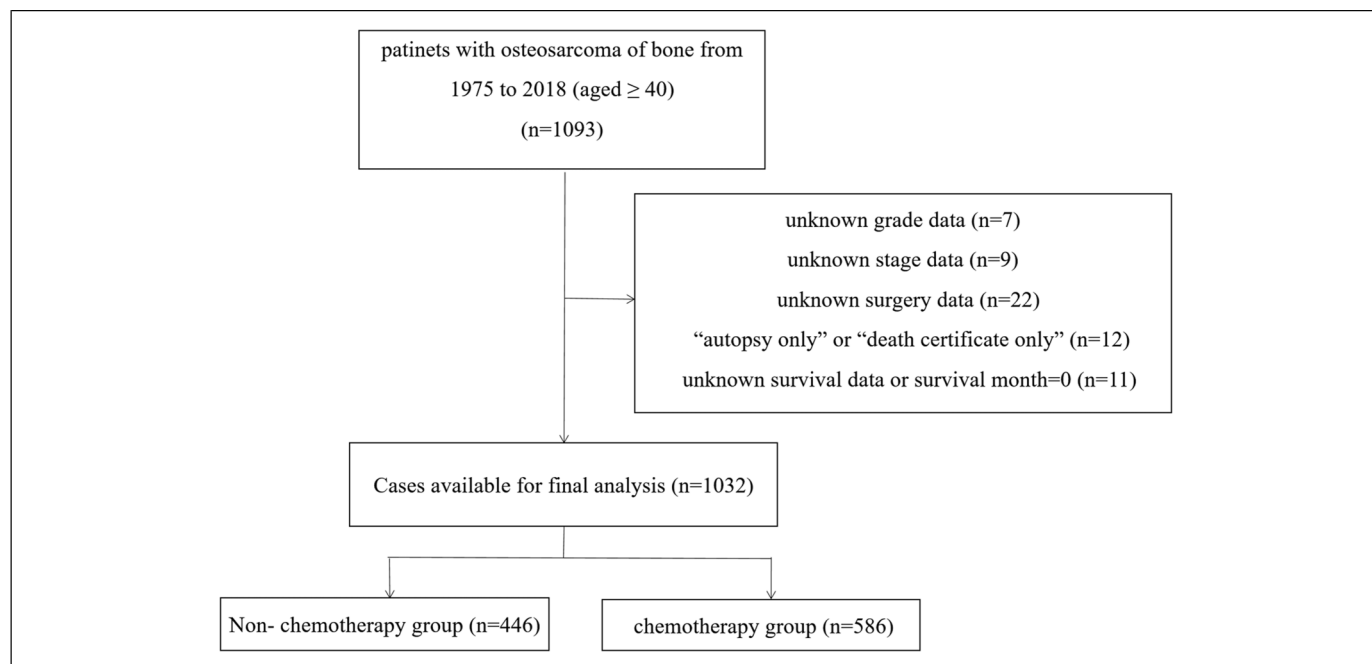 patinets with osteosarcoma of bone from
1975 to 2018 (aged ≥ 40)
(n=1093)
unknown grade data (n=7)
unknown stage data (n=9)
unknown surgery data (n=22)
“autopsy only” or “death certificate only” (n=12)
unknown survival data or survival month=0 (n=11)
Cases available for final analysis (n=1032)
Non- chemotherapy group (n=446)
chemotherapy group (n=586)